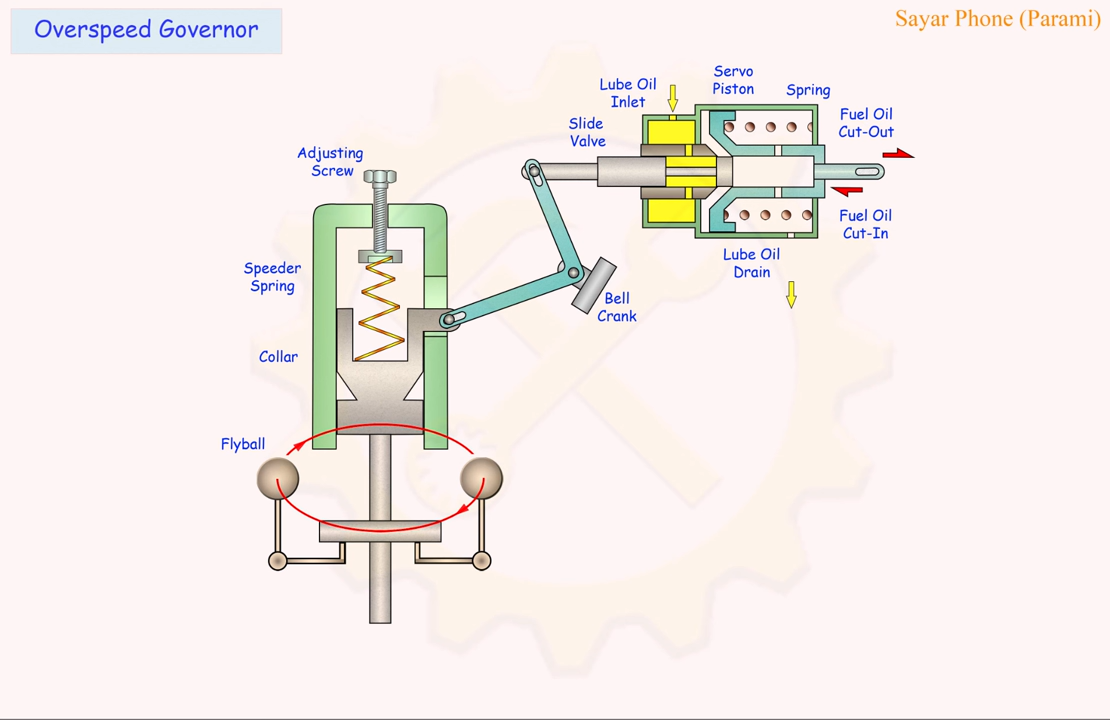 Overspeed Governor
Sayar Phone (Parami)
Lube Oil
Inlet
Servo
Piston
Spring
Fuel Oil
Cut-Out
Slide
Valve
Adjusting
Screw
Fuel Oil
Cut-In
Lube Oil
Drain
Speeder
Spring
Bell
Crank
Collar
Flyball